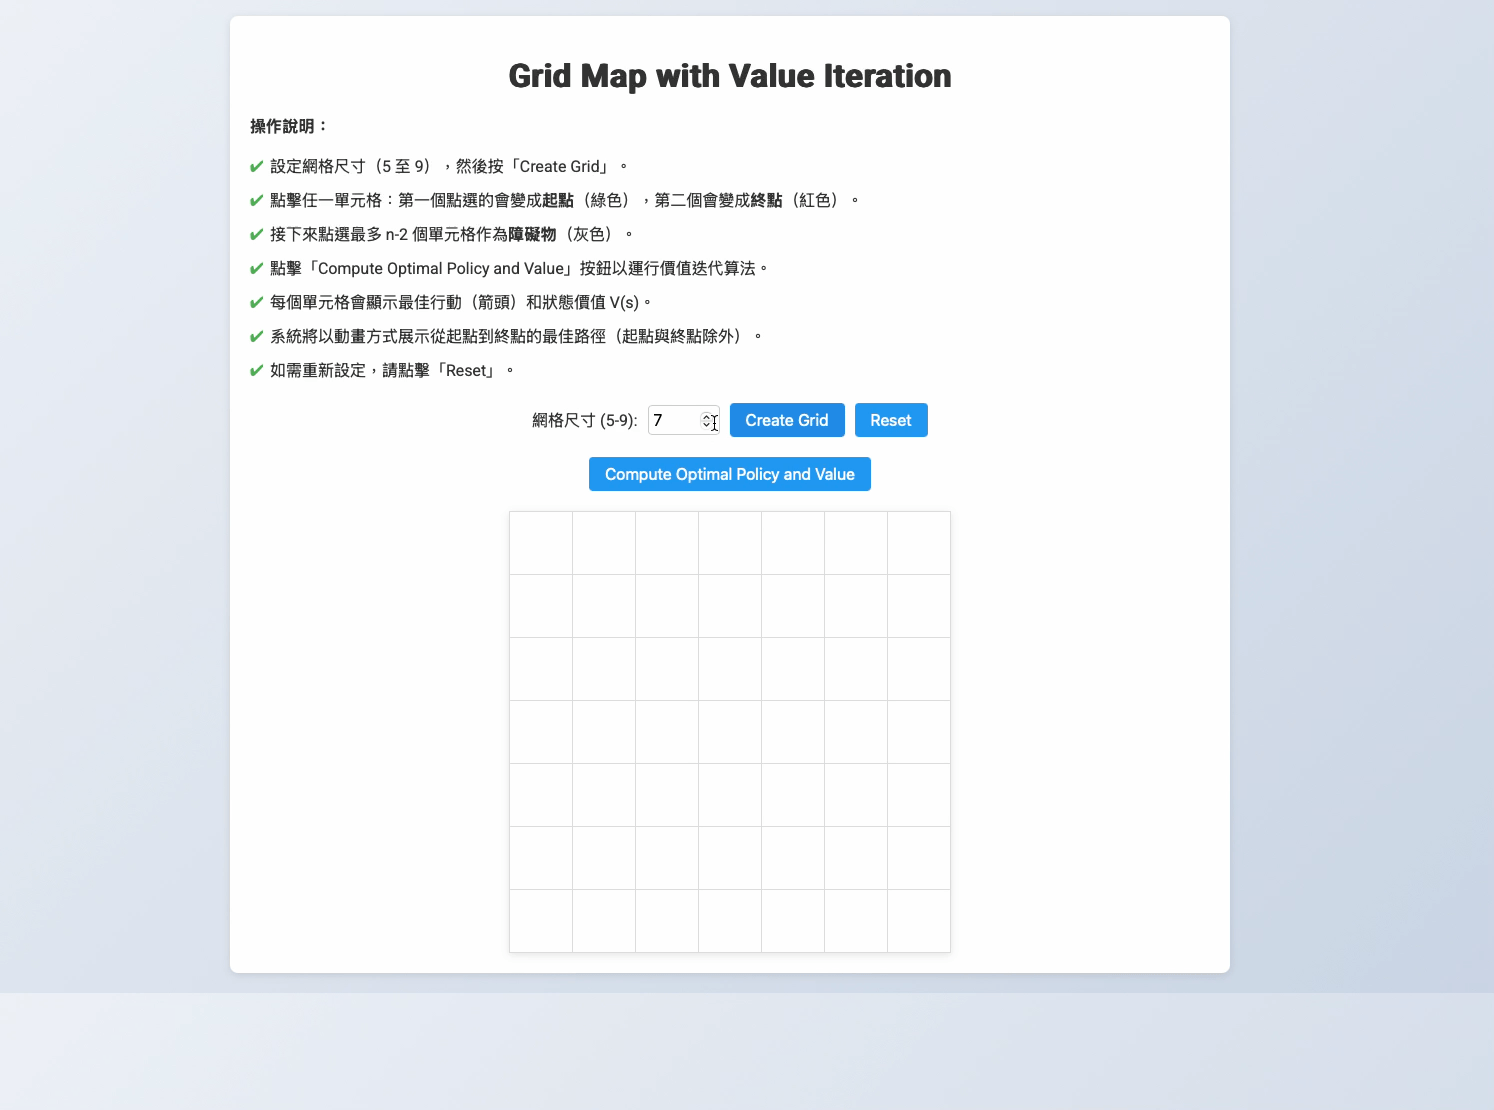 Grid Map with Value Iteration
操作說明：
✔ 設定網格尺寸（5 至 9），然後按「Create Grid」。
✔ 點擊任一單元格：第一個點選的會變成起點（綠色），第二個會變成終點（紅色）。
✔ 接下來點選最多 n-2 個單元格作為障礙物（灰色）。
✔ 點擊「Compute Optimal Policy and Value」按鈕以運行價值迭代算法。
✔ 每個單元格會顯示最佳行動（箭頭）和狀態價值 V(s)。
✔ 系統將以動畫方式展示從起點到終點的最佳路徑（起點與終點除外）。
✔ 如需重新設定，請點擊「Reset」。
網格尺寸 (5-9): 7 Create Grid Reset
Compute Optimal Policy and Value